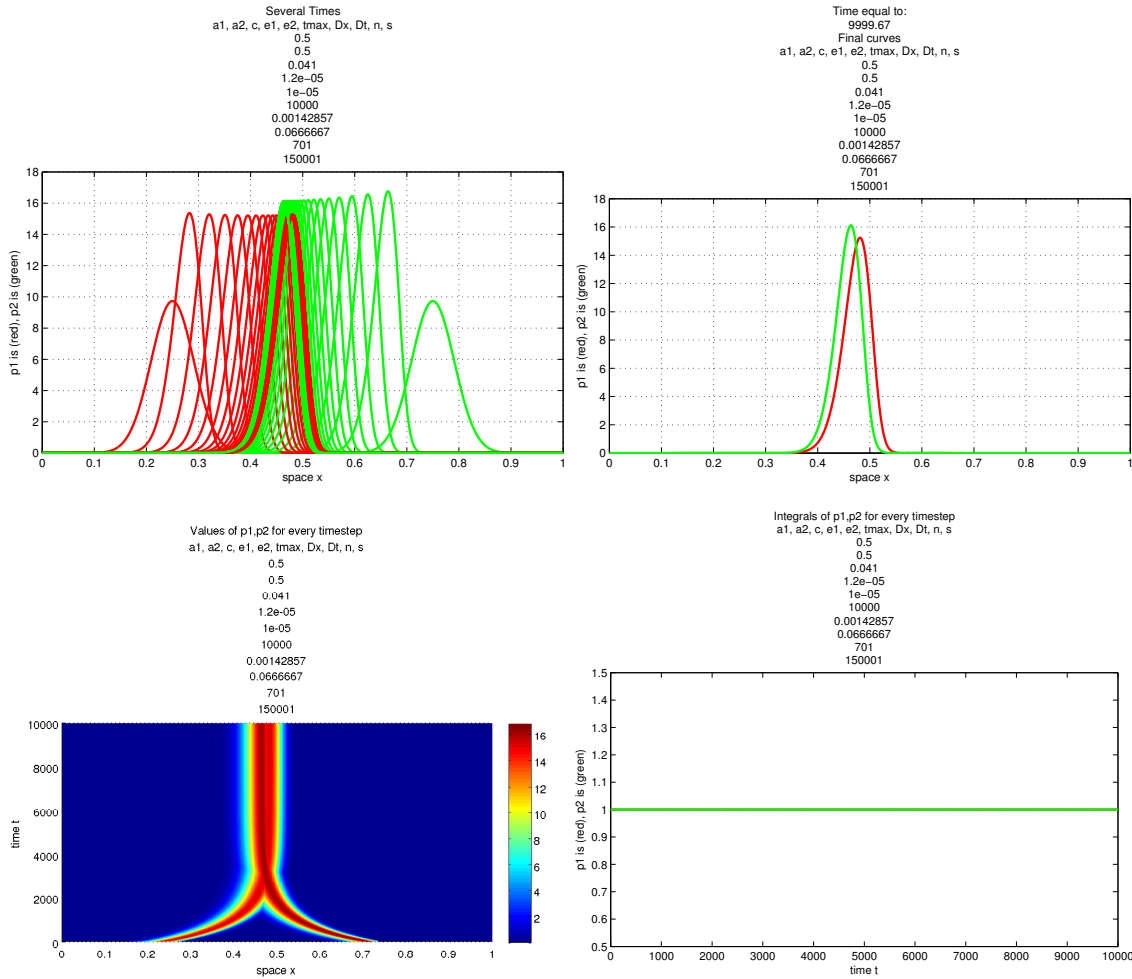 Several Times
a1, a2, c, e1, e2, tmax, Dx, Dt, n, s
0.5
0.5
0.041
1.2e−05
1e−05
10000
0.00142857
0.0666667
701
150001
18
16
14
12
10
8
6
4
2
0
p1 is (red), p2 is (green)
0 0.1 0.2 0.3 0.4 0.5 0.6 0.7 0.8 0.9 1
space x
Time equal to:
9999.67
Final curves
a1, a2, c, e1, e2, tmax, Dx, Dt, n, s
0.5
0.5
0.041
1.2e−05
1e−05
10000
0.00142857
0.0666667
701
150001
18
16
14
12
10
8
6
4
2
0
p1 is (red), p2 is (green)
0 0.1 0.2 0.3 0.4 0.5 0.6 0.7 0.8 0.9 1
space x
Values of p1,p2 for every timestep
a1, a2, c, e1, e2, tmax, Dx, Dt, n, s
0.5
0.5
0.041
1.2e-05
1e-05
10000
0.00142857
0.0666667
701
150001
10000
8000
6000
4000
2000
0
time t
0 0.1 0.2 0.3 0.4 0.5 0.6 0.7 0.8 0.9 1
space x
16
14
12
10
8
6
4
2
Integrals of p1,p2 for every timestep
a1, a2, c, e1, e2, tmax, Dx, Dt, n, s
0.5
0.5
0.041
1.2e−05
1e−05
10000
0.00142857
0.0666667
701
150001
1.5
1.4
1.3
1.2
1.1
1
0.9
0.8
0.7
0.6
0.5
p1 is (red), p2 is (green)
0 1000 2000 3000 4000 5000 6000 7000 8000 9000 10000
time t